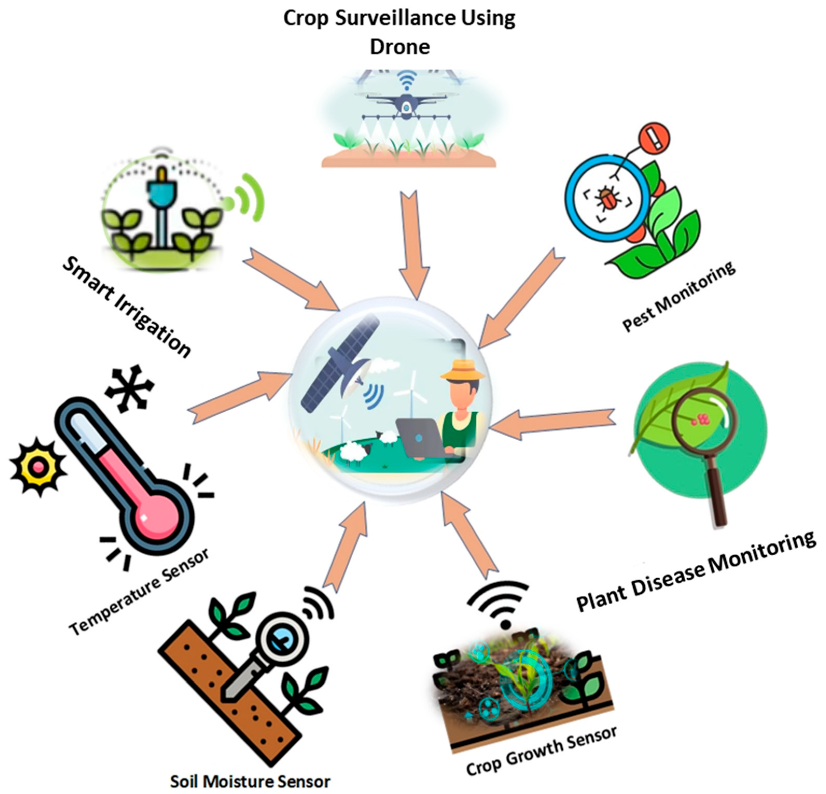 Crop Surveillance Using
Drone
Smart Irrigation
Pest Monitoring
Temperature Sensor
Plant Disease Monitoring
Soil Moisture Sensor
Crop Growth Sensor